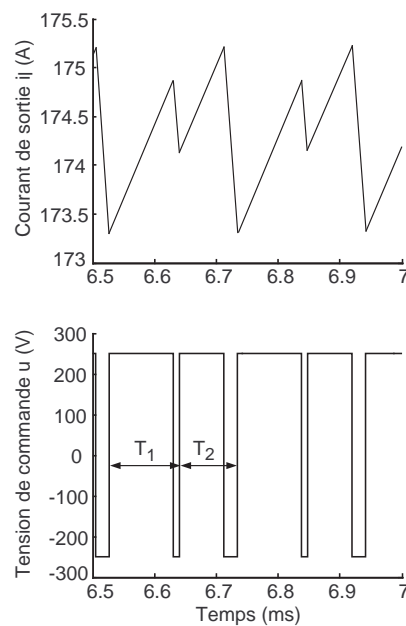 175.5
175
174.5
174
173.5
173
Courant de sortie iₗ (A)
6.5 6.6 6.7 6.8 6.9 7
300
200
100
0
-100
-200
-300
Tension de commande u (V)
T₁ T₂
6.5 6.6 6.7 6.8 6.9 7
Temps (ms)